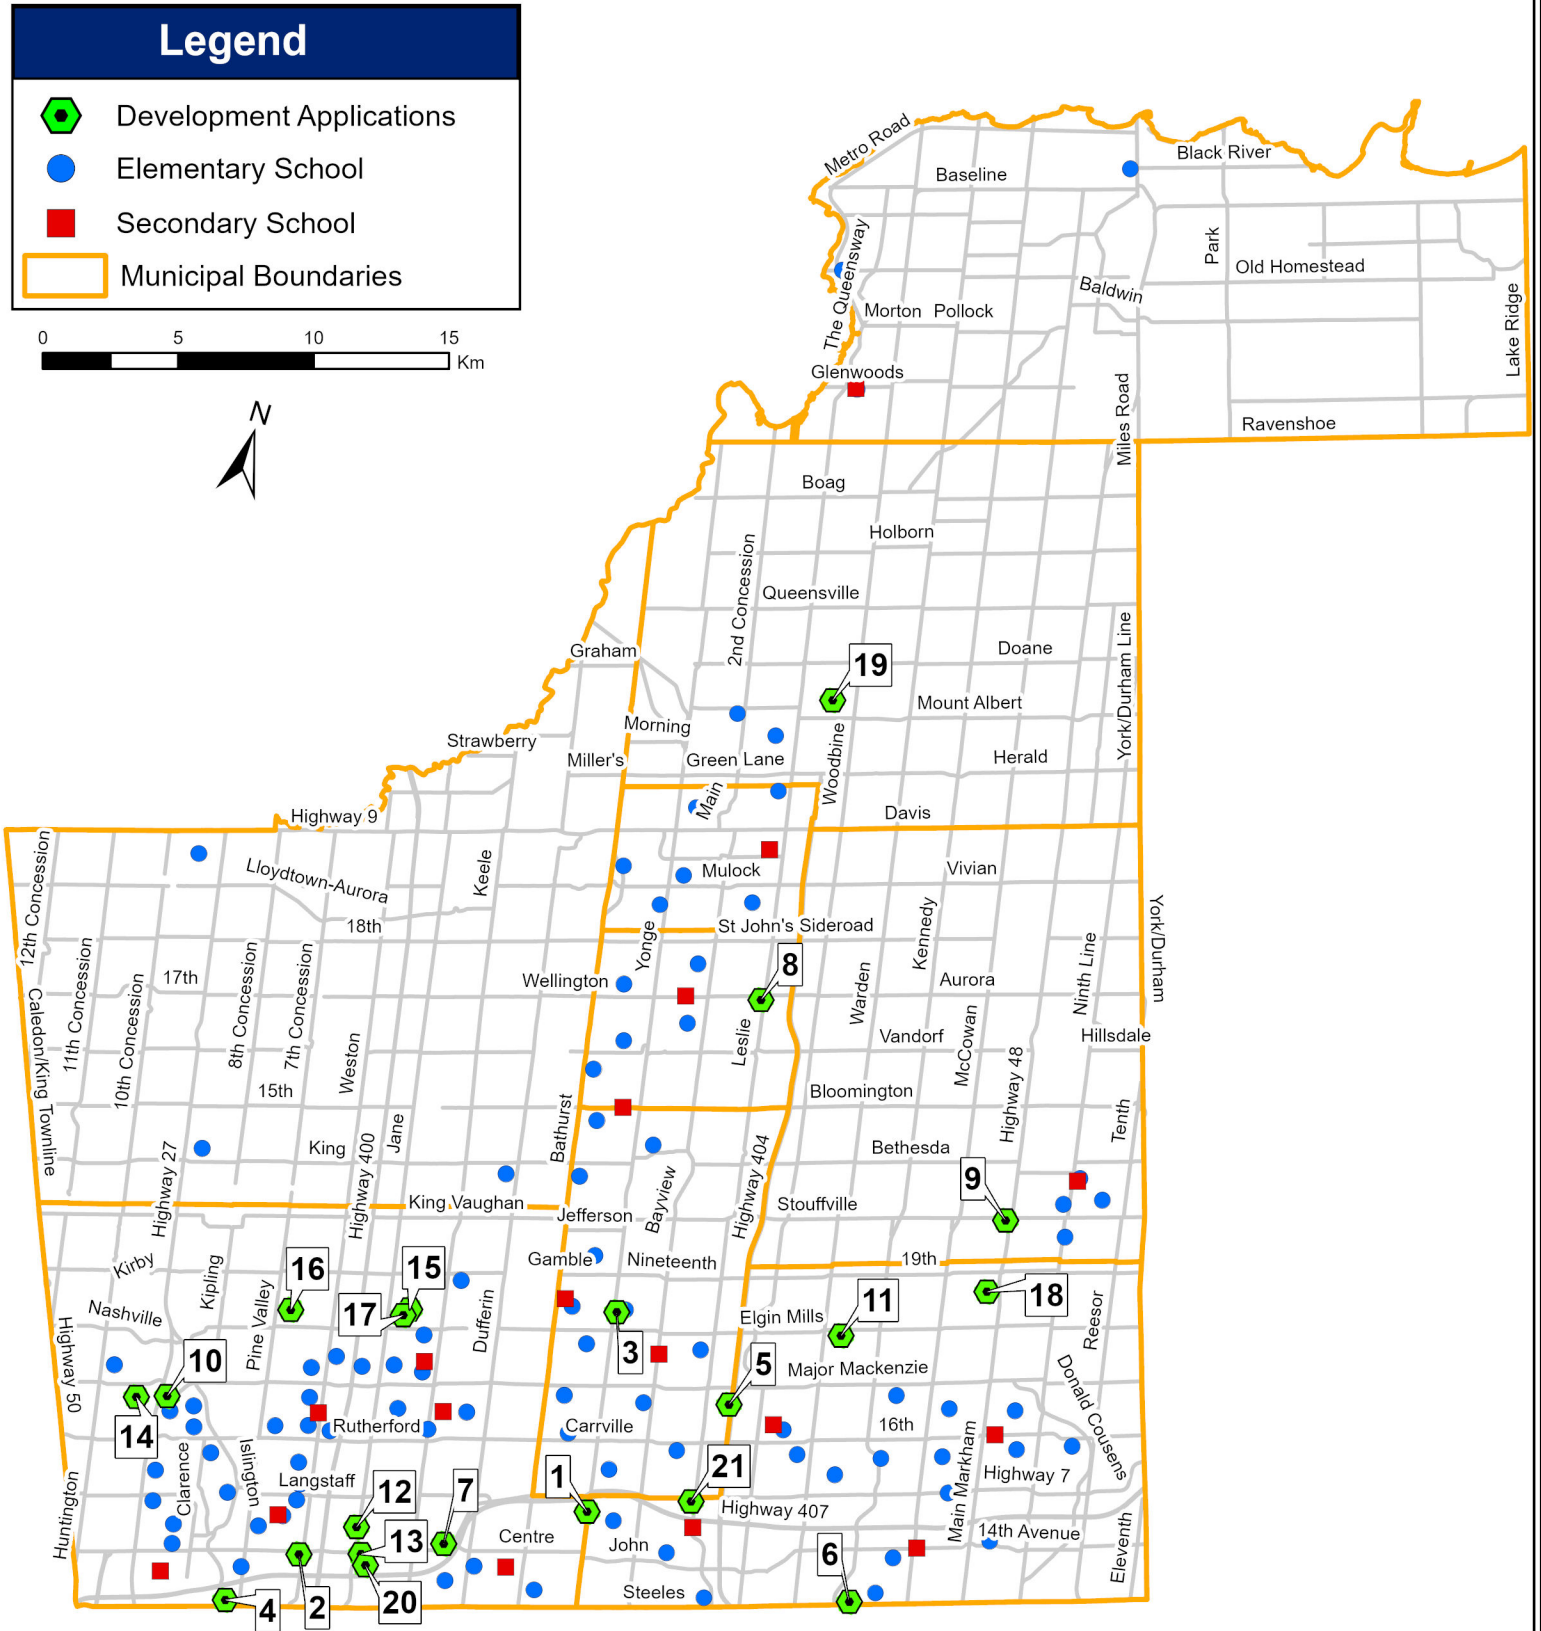 Legend
Development Applications
Elementary School
Secondary School
Municipal Boundaries
0 5 10 15
Km
N
Metro Road
Black River
Baseline
The Queensway
Park
Old Homestead
Baldwin
Morton
Pollock
Lake Ridge
Glenwoods
Miles Road
Ravenshoe
Boag
Holborn
2nd Concession
Queensville
Graham
Doane
York/Durham Line
19
Mount Albert
Morning
Strawberry
Miller's
Green Lane
Woodbine
Herald
Main
Highway 9
Davis
12th Concession
Lloydtown-Aurora
Keele
Mulock
Vivian
18th
St John's Sideroad
Kennedy
York/Durham
Yonge
11th Concession
17th
8th Concession
7th Concession
Wellington
8
Warden
Aurora
Ninth Line
Caledon/King Townline
10th Concession
Weston
Leslie
Vandorf
McCowan
Hillsdale
15th
Bloomington
Highway 48
Tenth
Jane
Bathurst
Highway 27
King
Highway 400
Highway 404
Bethesda
9
Bayview
King Vaughan
Jefferson
Stouffville
Kirby
Kipling
16
15
Gamble
Nineteenth
19th
Nashville
Pine Valley
17
Dufferin
Elgin Mills
11
18
Reesor
Highway 50
3
10
5
Major Mackenzie
Donald Cousens
14
Rutherford
Carrville
16th
Main Markham
Clarence
Islington
Langstaff
12
7
1
21
Highway 7
Huntington
Highway 407
13
Centre
John
14th Avenue
Eleventh
6
4
2
20
Steeles